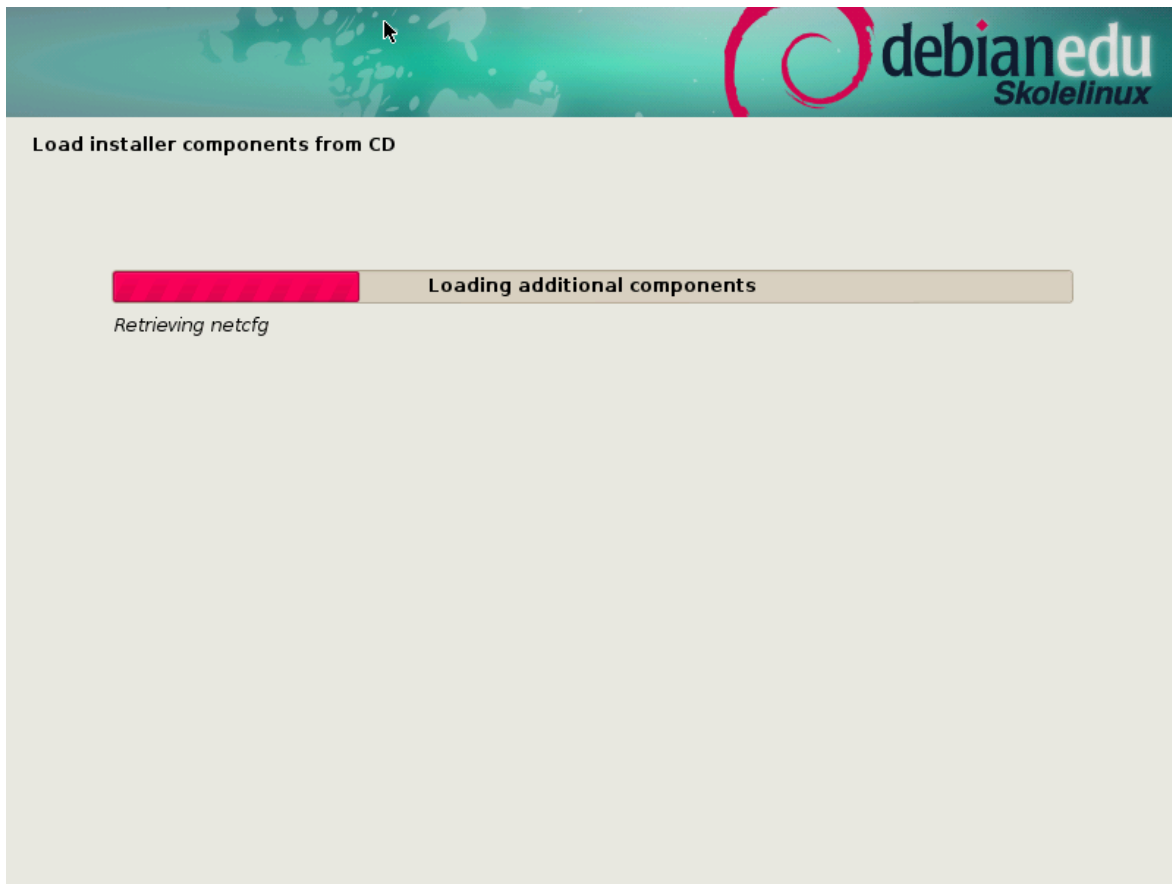 debianedu
Skolelinux
Load installer components from CD
Loading additional components
Retrieving netcfg